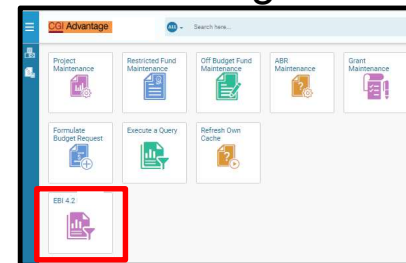 CGI Advantage
All
Search here...
Project
Maintenance
Restricted Fund
Maintenance
Off Budget Fund
Maintenance
ABR
Maintenance
Grant
Maintenance
Formulate
Budget Request
Execute a Query
Refresh Own
Cache
EBI 4.2